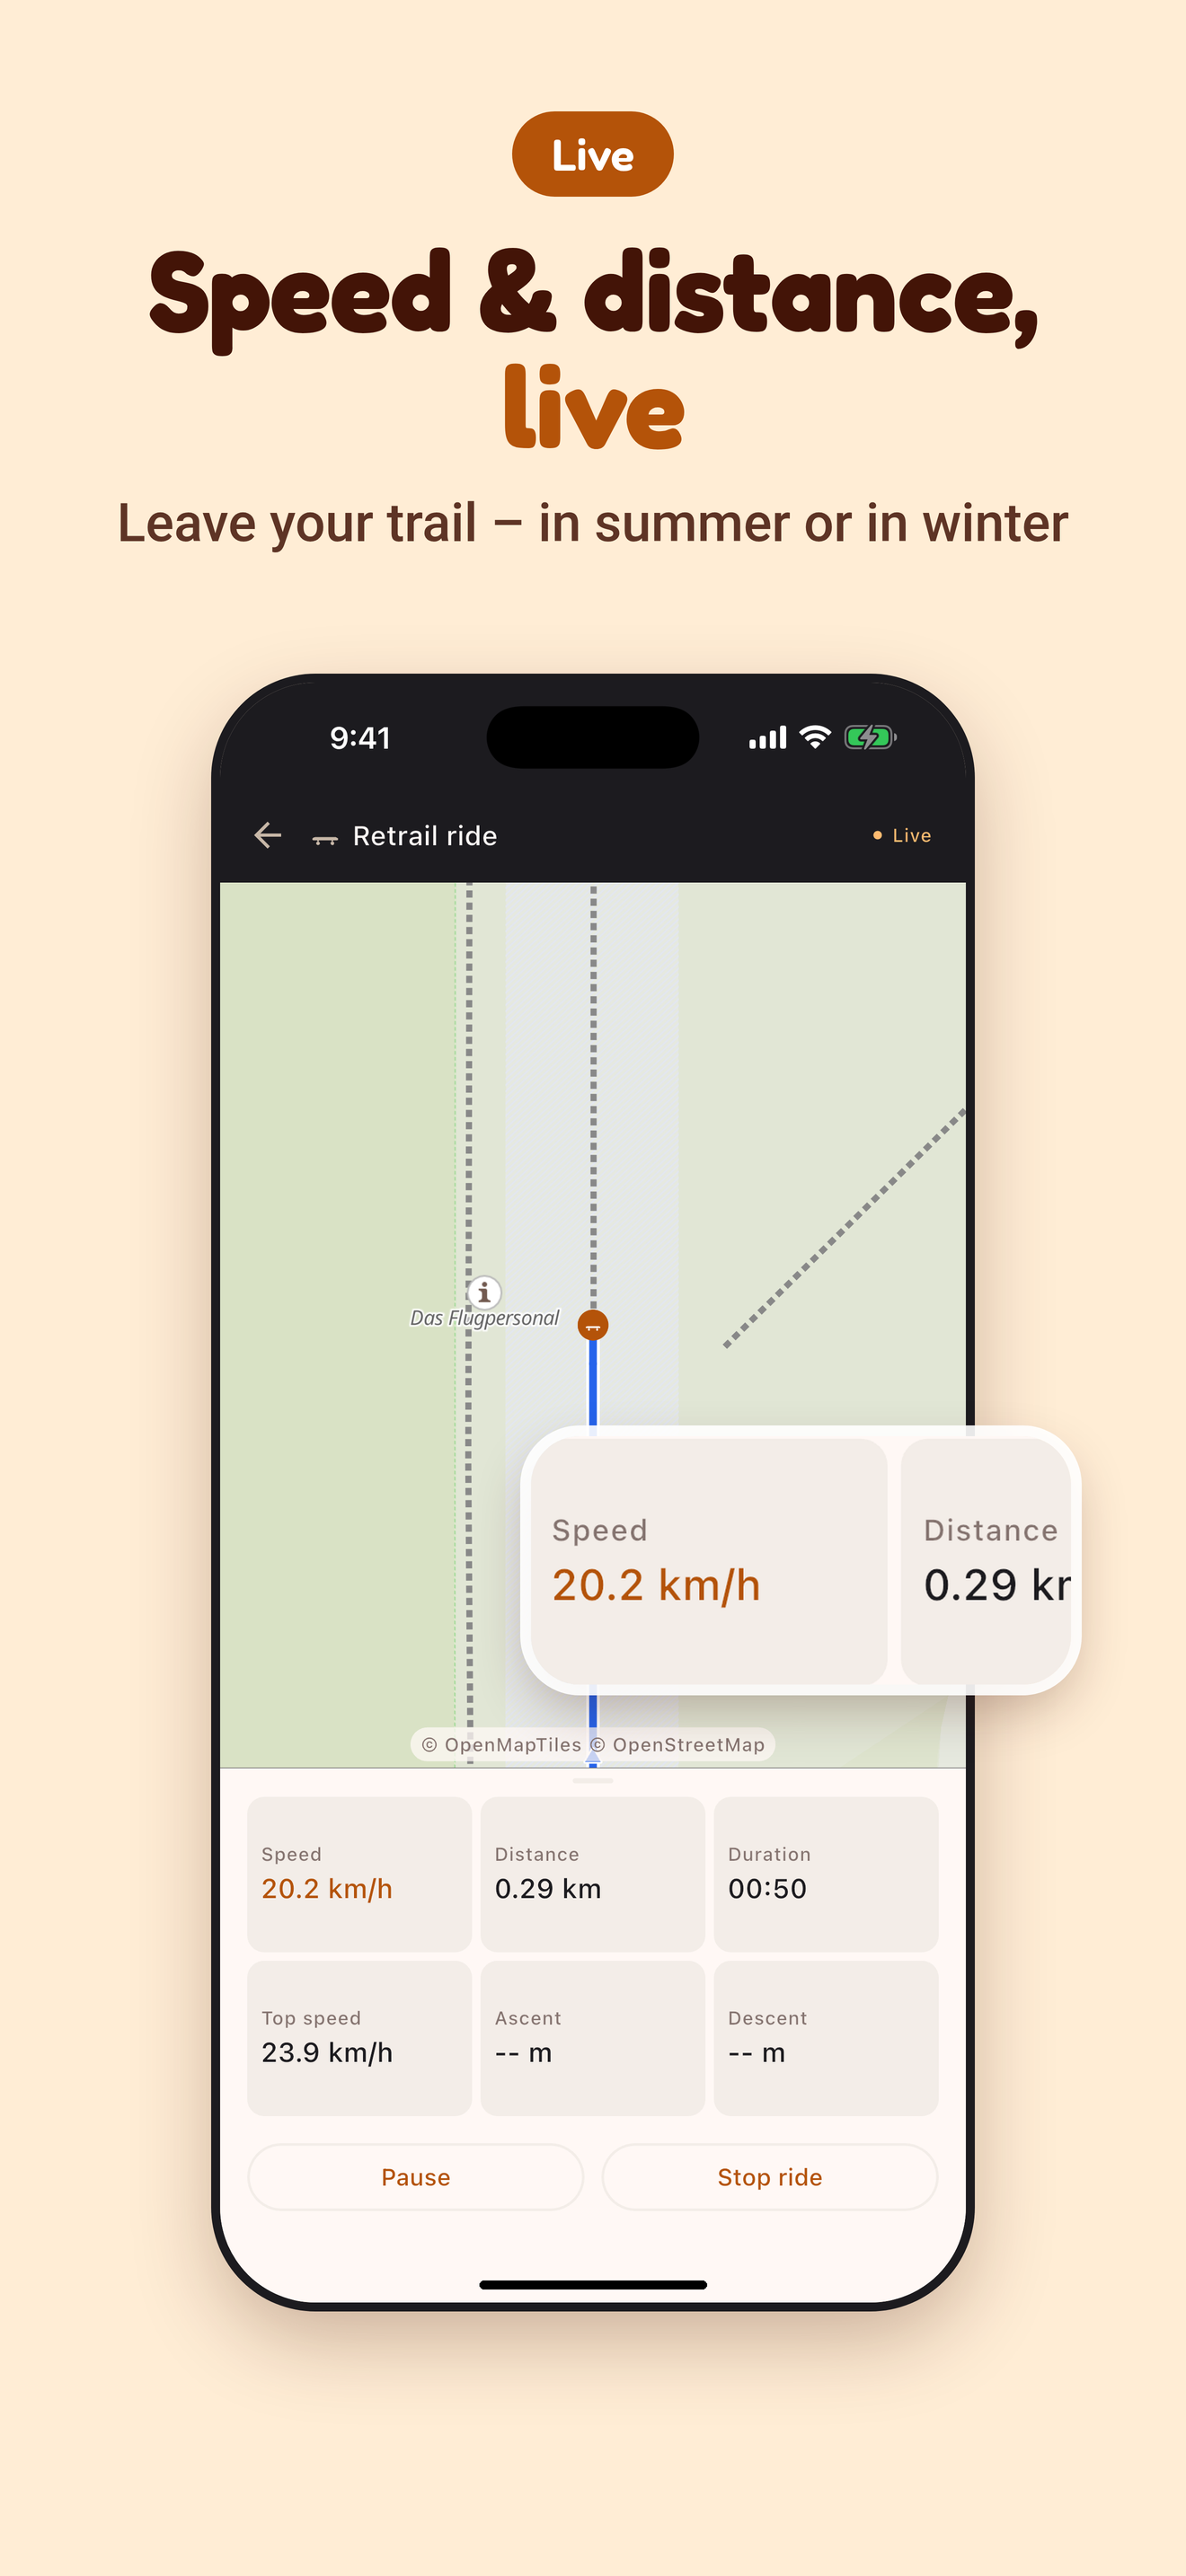 Live
Speed & distance,
live
Leave your trail – in summer or in winter
9:41
Retrail ride
Live
Das Flugpersonal
Speed
20.2 km/h
Distance
0.29 kr
© OpenMapTiles © OpenStreetMap
Speed
20.2 km/h
Distance
0.29 km
Duration
00:50
Top speed
23.9 km/h
Ascent
-- m
Descent
-- m
Pause
Stop ride